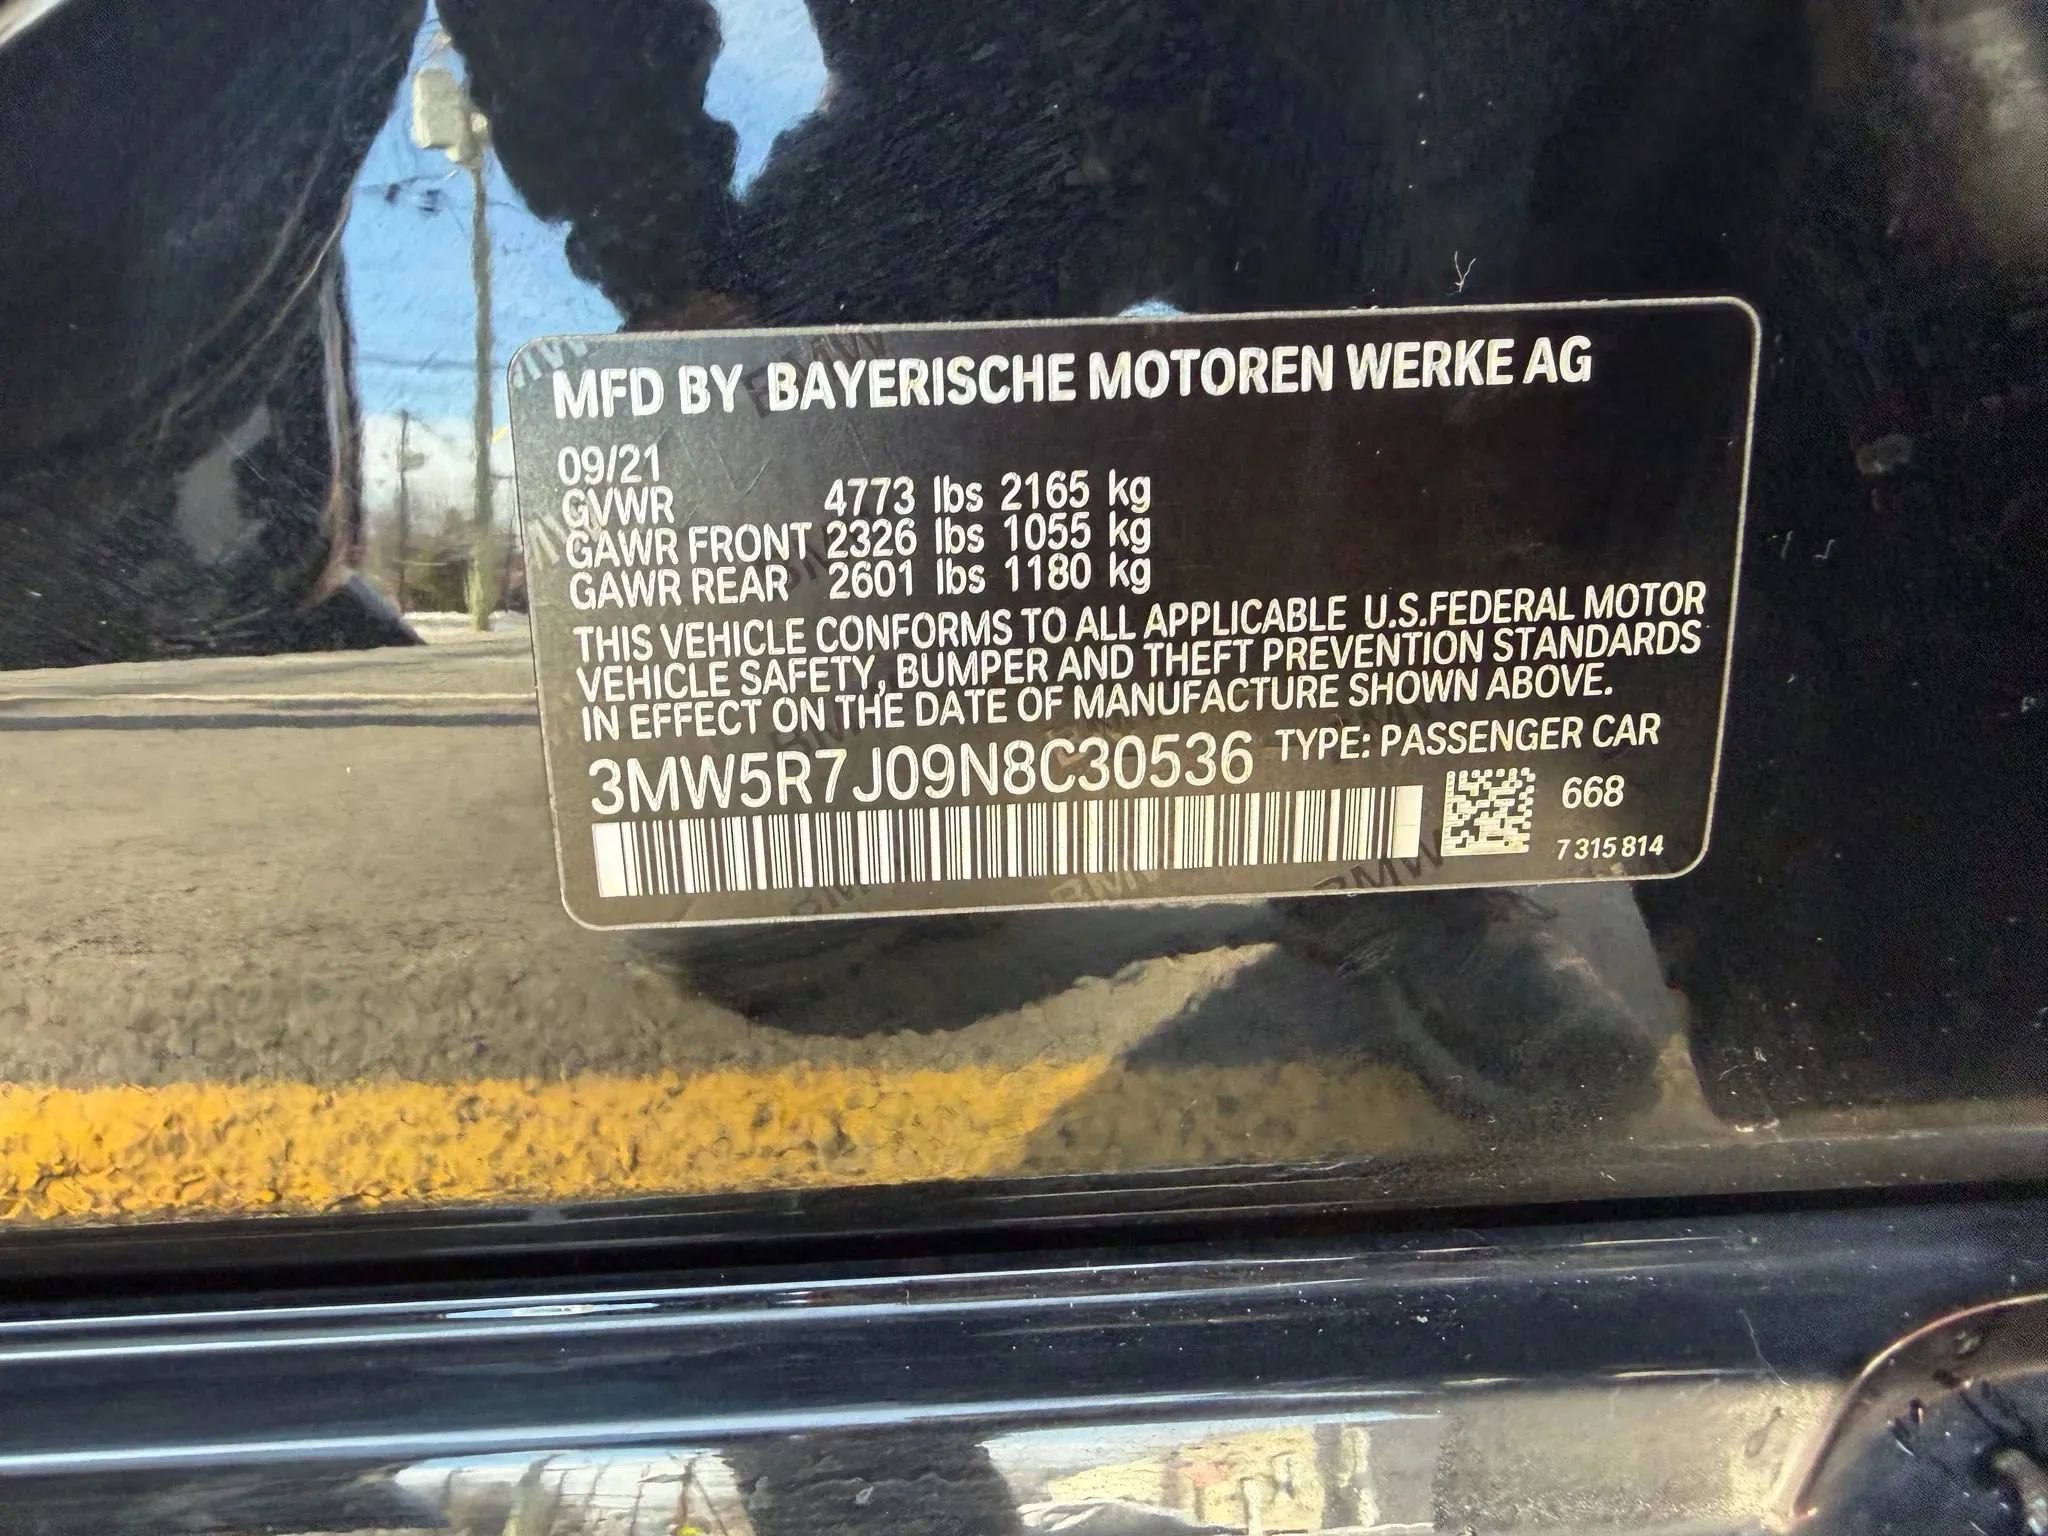 MFD BY BAYERISCHE MOTOREN WERKE AG
09/21
GVWR 4773 lbs 2165 kg
GAWR FRONT 2326 lbs 1055 kg
GAWR REAR 2601 lbs 1180 kg
THIS VEHICLE CONFORMS TO ALL APPLICABLE U.S.FEDERAL MOTOR
VEHICLE SAFETY, BUMPER AND THEFT PREVENTION STANDARDS
IN EFFECT ON THE DATE OF MANUFACTURE SHOWN ABOVE.
3MW5R7J09N8C30536 TYPE: PASSENGER CAR
668
7 315 814